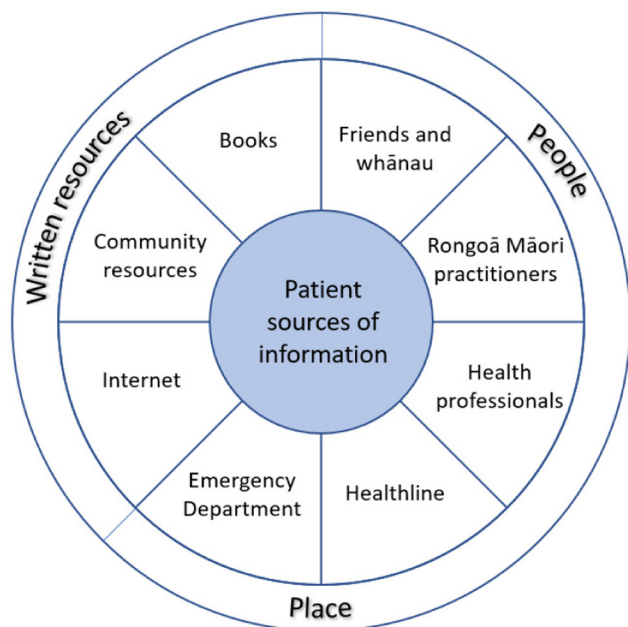 Written resources
People
Place
Books
Friends and
whānau
Community
resources
Rongoā Māori
practitioners
Patient
sources of
information
Internet
Health
professionals
Emergency
Department
Healthline